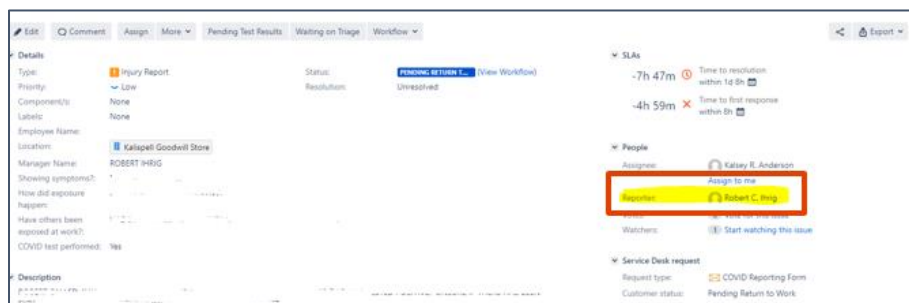 Edit Comment Assign More Pending Test Results Waiting on Triage Workflow Export
Details
Type: Injury Report
Status: PENDING RETURN T... (View Workflow)
Priority: Low
Resolution: Unresolved
Component/s: None
Labels: None
Employee Name:
Location: Kalispell Goodwill Store
Manager Name: ROBERT IHRIG
Showing symptoms?:
How did exposure
happen:
Have others been
exposed at work?:
COVID test performed: Yes
Description
SLAs
-7h 47m Time to resolution
within 1d 8h
-4h 59m Time to first response
within 8h
People
Assignee: Kalsey R. Anderson
Assign to me
Reporter: Robert C. Ihrig
Votes: Vote for this issue
Watchers: 1 Start watching this issue
Service Desk request
Request type: COVID Reporting Form
Customer status: Pending Return to Work